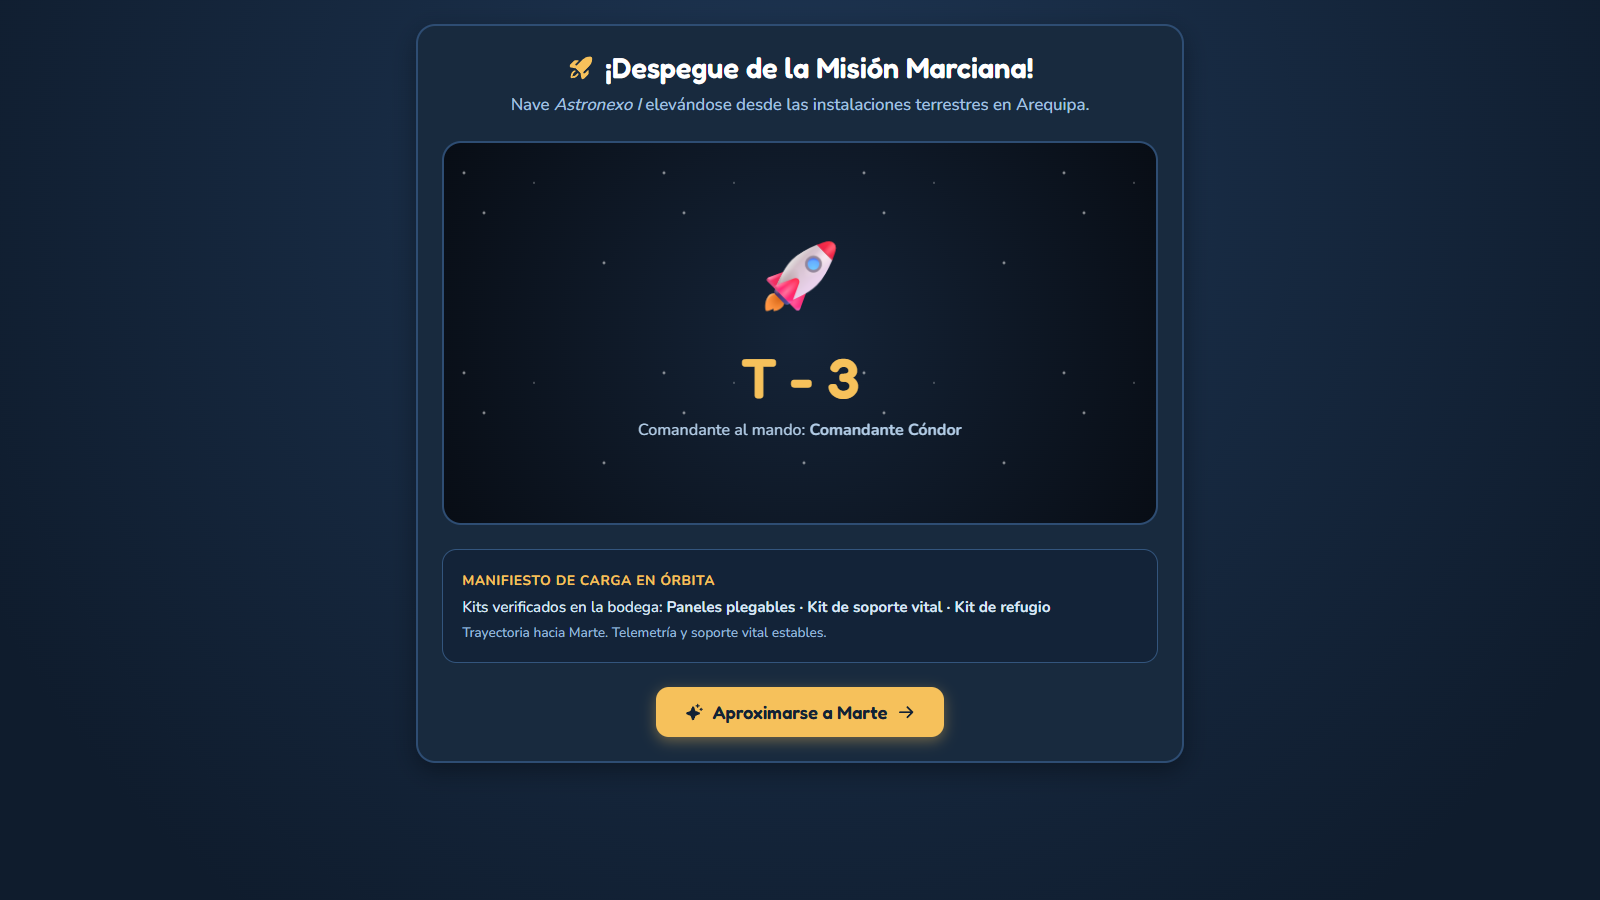 ¡Despegue de la Misión Marciana!
Nave Astronexo I elevándose desde las instalaciones terrestres en Arequipa.
T - 3
Comandante al mando: Comandante Cóndor
MANIFIESTO DE CARGA EN ÓRBITA
Kits verificados en la bodega: Paneles plegables · Kit de soporte vital · Kit de refugio
Trayectoria hacia Marte. Telemetría y soporte vital estables.
Aproximarse a Marte →